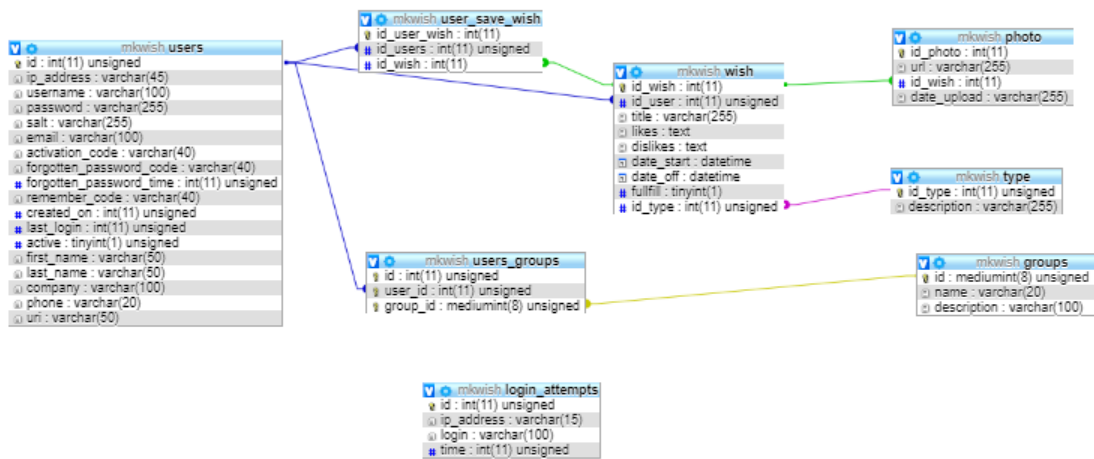 mkwish users
id : int(11) unsigned
ip_address : varchar(45)
username : varchar(100)
password : varchar(255)
salt : varchar(255)
email : varchar(100)
activation_code : varchar(40)
forgotten_password_code : varchar(40)
forgotten_password_time : int(11) unsigned
remember_code : varchar(40)
created_on : int(11) unsigned
last_login : int(11) unsigned
active : tinyint(1) unsigned
first_name : varchar(50)
last_name : varchar(50)
company : varchar(100)
phone : varchar(20)
uri : varchar(50)
mkwish user_save_wish
id_user_wish : int(11)
id_users : int(11) unsigned
id_wish : int(11)
mkwish wish
id_wish : int(11)
id_user : int(11) unsigned
title : varchar(255)
likes : text
dislikes : text
date_start : datetime
date_off : datetime
fullfill : tinyint(1)
id_type : int(11) unsigned
mkwish photo
id_photo : int(11)
url : varchar(255)
id_wish : int(11)
date_upload : varchar(255)
mkwish type
id_type : int(11) unsigned
description : varchar(255)
mkwish users_groups
id : int(11) unsigned
user_id : int(11) unsigned
group_id : mediumint(8) unsigned
mkwish groups
id : mediumint(8) unsigned
name : varchar(20)
description : varchar(100)
mkwish login_attempts
id : int(11) unsigned
ip_address : varchar(15)
login : varchar(100)
time : int(11) unsigned